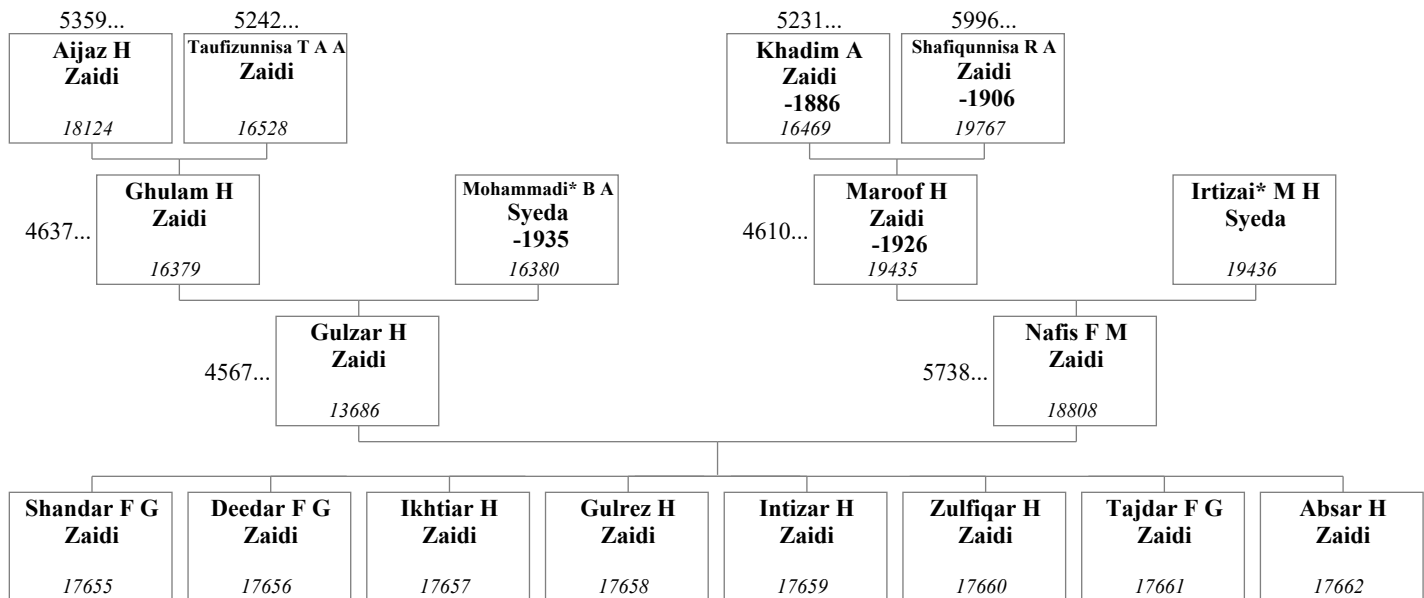 5359...
5242...
5231...
5996...
Aijaz H
Zaidi
18124
Taufizunnisa T A A
Zaidi
16528
Khadim A
Zaidi
-1886
16469
Shafiqunnisa R A
Zaidi
-1906
19767
4637...
Ghulam H
Zaidi
16379
Mohammadi* B A
Syeda
-1935
16380
4610...
Maroof H
Zaidi
-1926
19435
Irtizai* M H
Syeda
19436
4567...
Gulzar H
Zaidi
13686
5738...
Nafis F M
Zaidi
18808
Shandar F G
Zaidi
17655
Deedar F G
Zaidi
17656
Ikhtiar H
Zaidi
17657
Gulrez H
Zaidi
17658
Intizar H
Zaidi
17659
Zulfiqar H
Zaidi
17660
Tajdar F G
Zaidi
17661
Absar H
Zaidi
17662